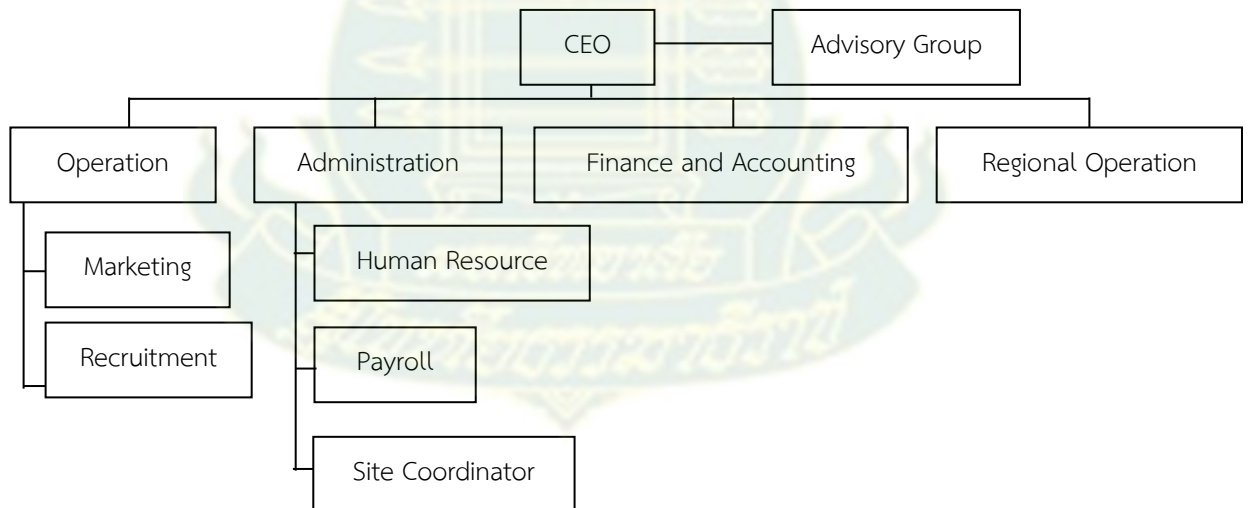 CEO
Advisory Group
Operation
Administration
Finance and Accounting
Regional Operation
Marketing
Human Resource
Recruitment
Payroll
Site Coordinator